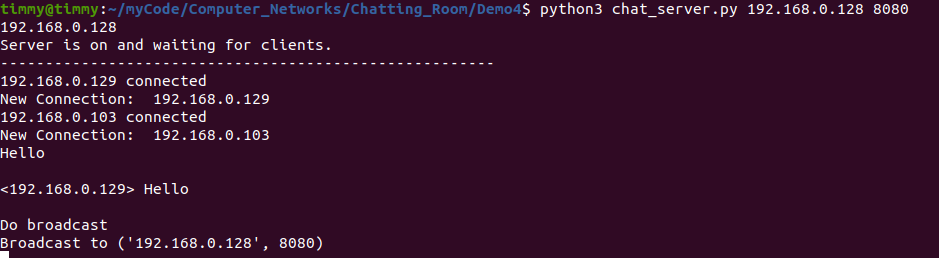 timmy@timmy:~/myCode/Computer_Networks/Chatting_Room/Demo4$ python3 chat_server.py 192.168.0.128 8080
192.168.0.128
Server is on and waiting for clients.
-------------------------------------------------------
192.168.0.129 connected
New Connection:  192.168.0.129
192.168.0.103 connected
New Connection:  192.168.0.103
Hello
<192.168.0.129> Hello
Do broadcast
Broadcast to ('192.168.0.128', 8080)